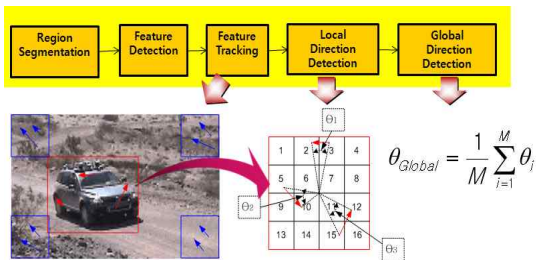 Region
Segmentation
Feature
Detection
Feature
Tracking
Local
Direction
Detection
Global
Direction
Detection
Θ1
1 2 3 4
5 6 7 8
9 10 11 12
13 14 15 16
Θ2
Θ3
θGlobal = 1/M ∑ i=1 M θi